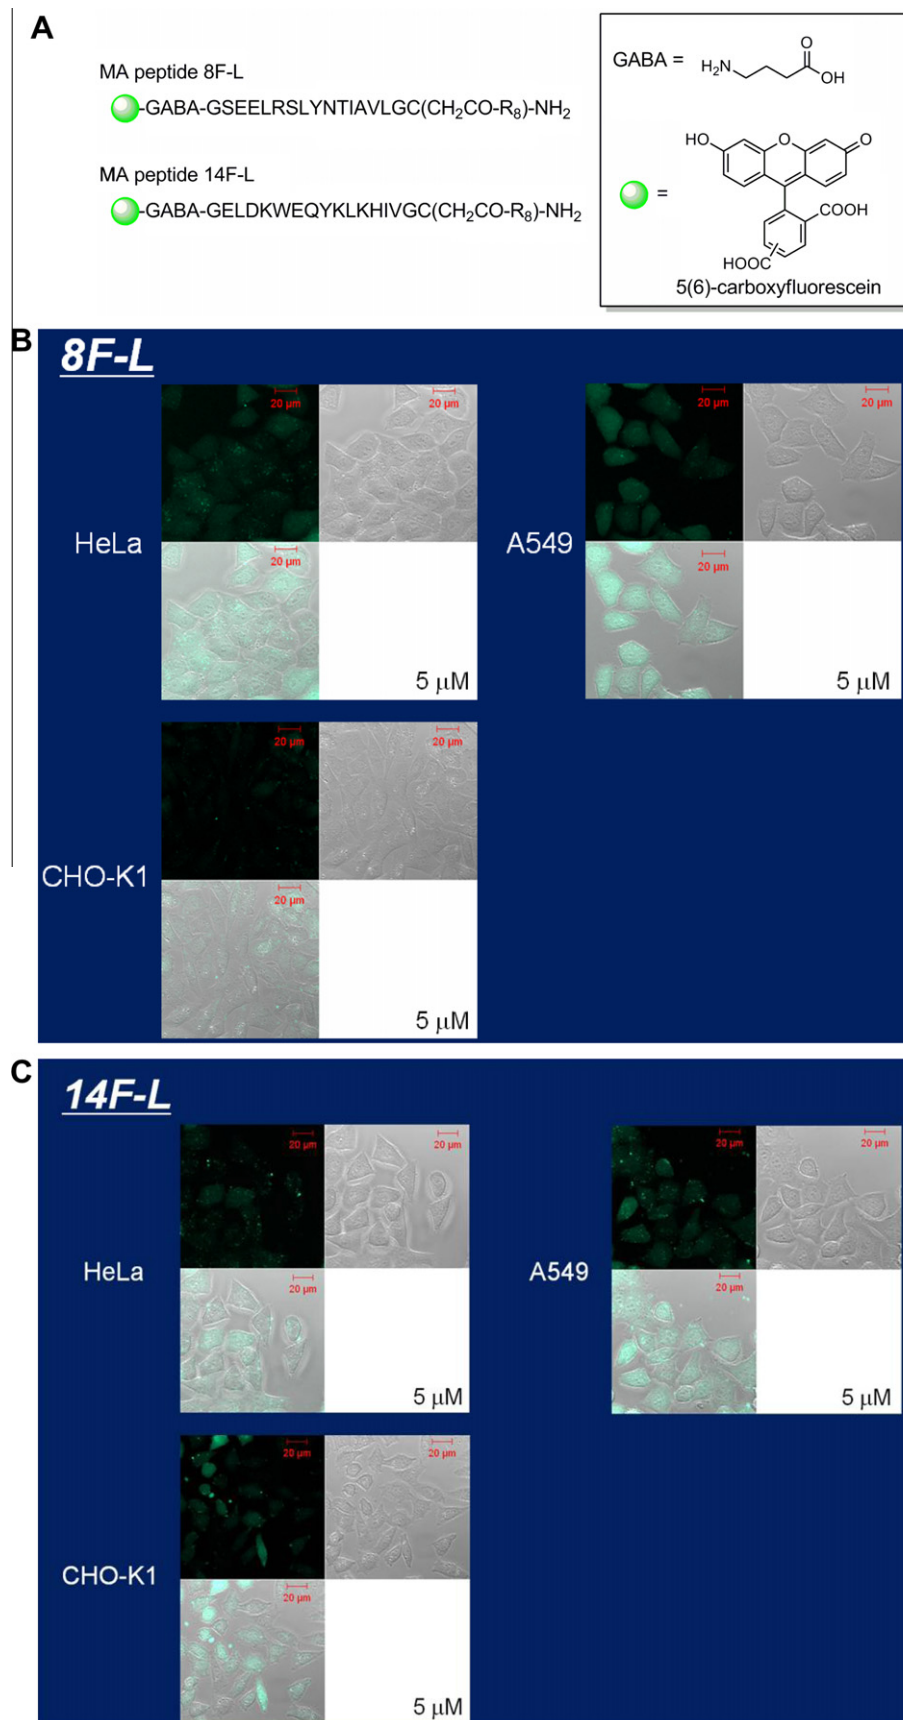 A
MA peptide 8F-L
-GABA-GSEELRSLYNTIAVLGC(CH₂CO-R₈)-NH₂
MA peptide 14F-L
-GABA-GELDKWEQYKLKHIVGC(CH₂CO-R₈)-NH₂
GABA =
H₂N
O
OH
=
HO
O
O
COOH
HOOC
5(6)-carboxyfluorescein
B
8F-L
HeLa
20 µm
20 µm
20 µm
5 µM
A549
20 µm
20 µm
20 µm
5 µM
CHO-K1
20 µm
20 µm
20 µm
5 µM
C
14F-L
HeLa
20 µm
20 µm
20 µm
5 µM
A549
20 µm
20 µm
20 µm
5 µM
CHO-K1
20 µm
20 µm
20 µm
5 µM